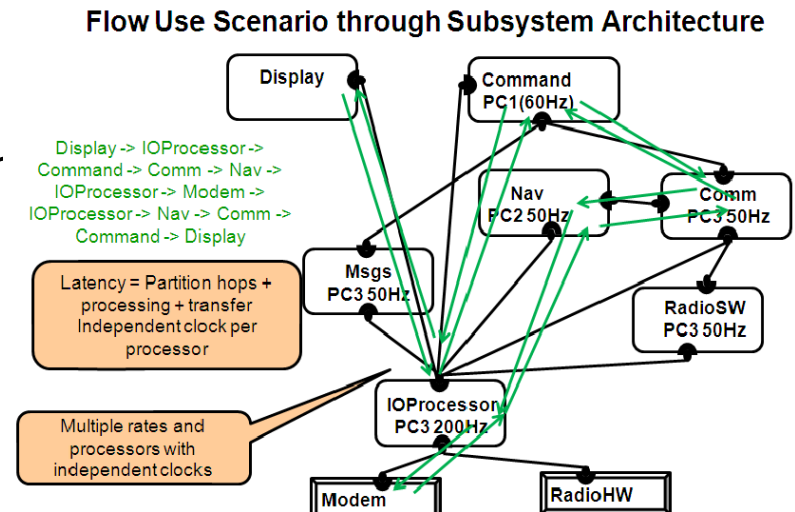 Flow Use Scenario through Subsystem Architecture
Display
Command
PC1(60Hz)
Display -> IOProcessor ->
Command -> Comm -> Nav ->
IOProcessor -> Modem ->
IOProcessor -> Nav -> Comm ->
Command -> Display
Nav
PC2 50Hz
Comm
PC3 50Hz
Latency = Partition hops +
processing + transfer
Independent clock per
processor
Msgs
PC3 50Hz
RadioSW
PC3 50Hz
IOProcessor
PC3 200Hz
Multiple rates and
processors with
independent clocks
Modem
RadioHW